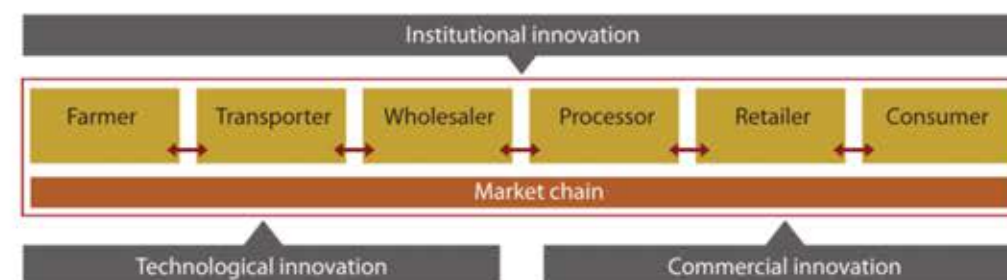 Institutional innovation
Farmer
Transporter
Wholesaler
Processor
Retailer
Consumer
Market chain
Technological innovation
Commercial innovation